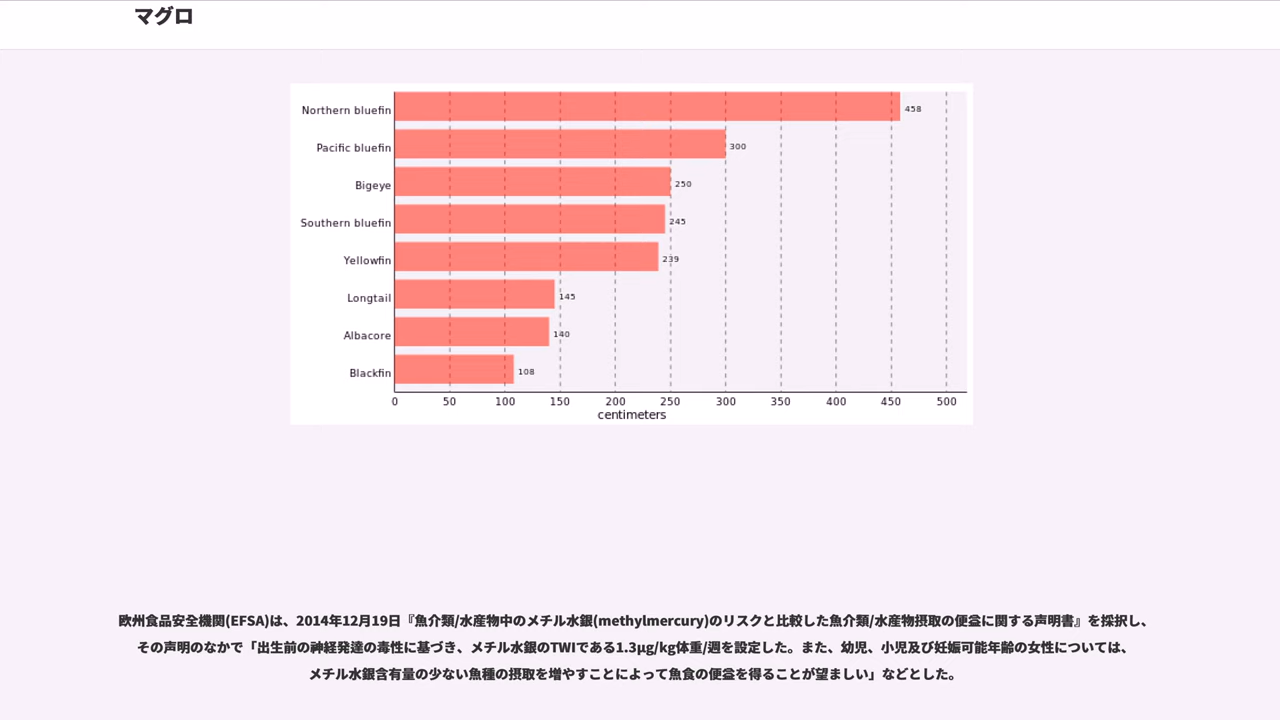 マグロ
Northern bluefin 458
Pacific bluefin 300
Bigeye 250
Southern bluefin 245
Yellowfin 239
Longtail 145
Albacore 140
Blackfin 108
0 50 100 150 200 250 300 350 400 450 500
centimeters
欧州食品安全機関(EFSA)は、2014年12月19日『魚介類/水産物中のメチル水銀(methylmercury)のリスクと比較した魚介類/水産物摂取の便益に関する声明書』を採択し、
その声明のなかで「出生前の神経発達の毒性に基づき、メチル水銀のTWIである1.3μg/kg体重/週を設定した。また、幼児、小児及び妊娠可能年齢の女性については、
メチル水銀含有量の少ない魚種の摂取を増やすことによって魚食の便益を得ることが望ましい」などとした。